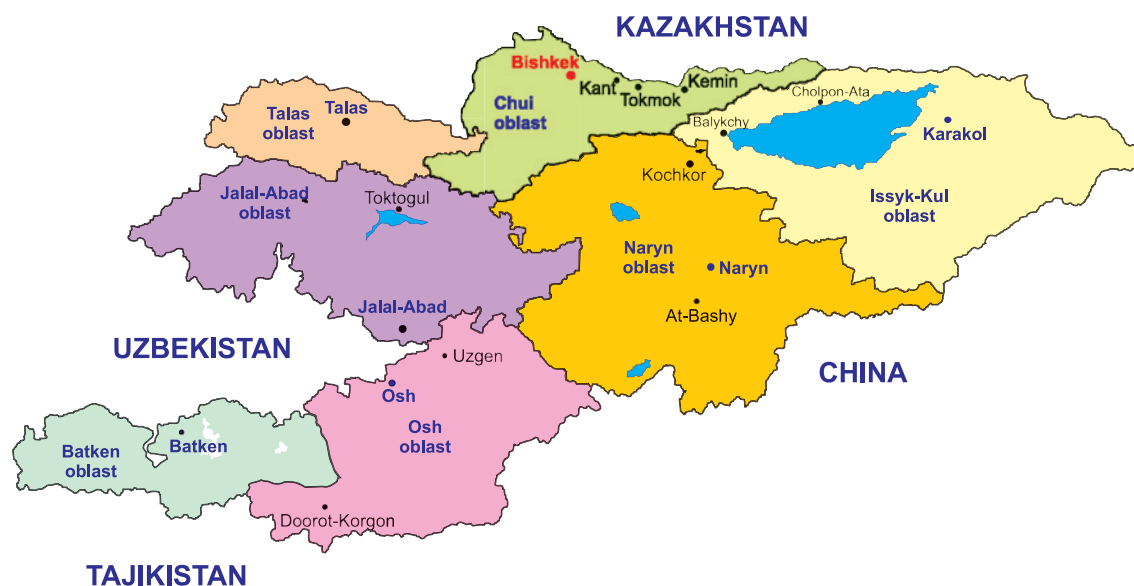 KAZAKHSTAN
Bishkek
Kant
Tokmok
Kemin
Chui
oblast
Cholpon-Ata
Balykchy
Karakol
Issyk-Kul
oblast
Talas
oblast
Talas
Jalal-Abad
oblast
Toktogul
Kochkor
Naryn
oblast
Naryn
At-Bashy
Jalal-Abad
UZBEKISTAN
Uzgen
CHINA
Osh
Osh
oblast
Batken
oblast
Batken
Doorot-Korgon
TAJIKISTAN